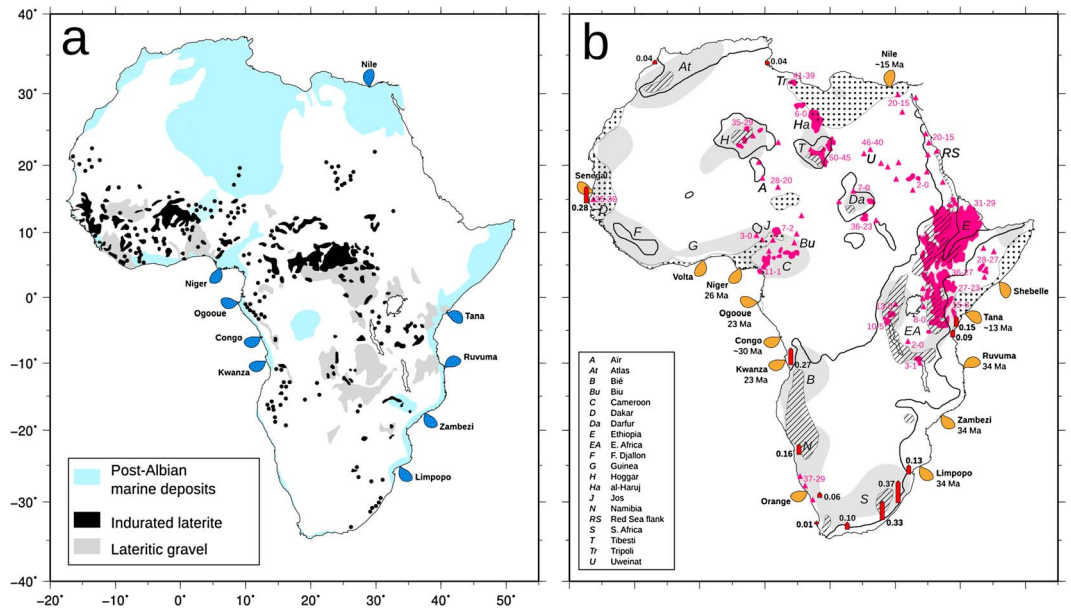 a
40˚
30˚
20˚
10˚
0˚
−10˚
−20˚
−30˚
−40˚
−20˚
−10˚
0˚
10˚
20˚
30˚
40˚
50˚
Nile
Niger
Ogooue
Congo
Kwanza
Tana
Ruvuma
Zambezi
Limpopo
Post-Albian
marine deposits
Indurated laterite
Lateritic gravel
b
0.04
At
0.04
Tr
41-39
Nile
~15 Ma
20-15
6-0
Ha
35-29
H
T
50-45
46-40
U
20-15
RS
2-0
Senegal
0.28
D
A
28-20
7-0
Da
36-23
31-29
E
F
G
J
3-0
7-2
Bu
C
11-1
28-27
36-27
27-23
Volta
Niger
26 Ma
Shebelle
Ogooue
23 Ma
Tana
~13 Ma
0.15
0.09
8-0
EA
10-5
2-0
3-1
Congo
~30 Ma
Kwanza
23 Ma
0.27
B
Ruvuma
34 Ma
Zambezi
34 Ma
N
0.16
37-29
Orange
0.06
0.01
0.10
S
0.37
0.33
0.13
Limpopo
34 Ma
A Air
At Atlas
B Bié
Bu Biu
C Cameroon
D Dakar
Da Darfur
E Ethiopia
EA E. Africa
F F. Djallon
G Guinea
H Hoggar
Ha al-Haruj
J Jos
N Namibia
RS Red Sea flank
S S. Africa
T Tibesti
Tr Tripoli
U Uweinat